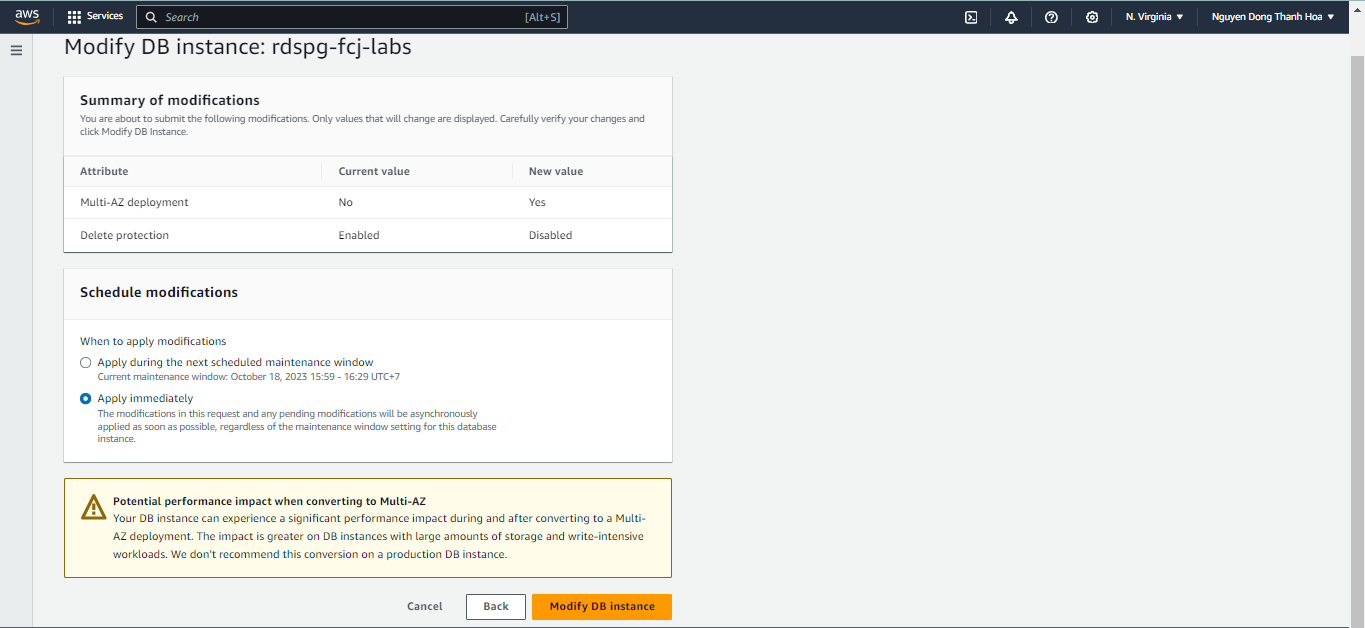 aws
Services
Search [Alt+S]
N. Virginia
Nguyen Dong Thanh Hoa
Modify DB instance: rdspg-fcj-labs
Summary of modifications
You are about to submit the following modifications. Only values that will change are displayed. Carefully verify your changes and
click Modify DB Instance.
Attribute Current value New value
Multi-AZ deployment No Yes
Delete protection Enabled Disabled
Schedule modifications
When to apply modifications
Apply during the next scheduled maintenance window
Current maintenance window: October 18, 2023 15:59 - 16:29 UTC+7
Apply immediately
The modifications in this request and any pending modifications will be asynchronously
applied as soon as possible, regardless of the maintenance window setting for this database
instance.
Potential performance impact when converting to Multi-AZ
Your DB instance can experience a significant performance impact during and after converting to a Multi-
AZ deployment. The impact is greater on DB instances with large amounts of storage and write-intensive
workloads. We don't recommend this conversion on a production DB instance.
Cancel Back Modify DB instance